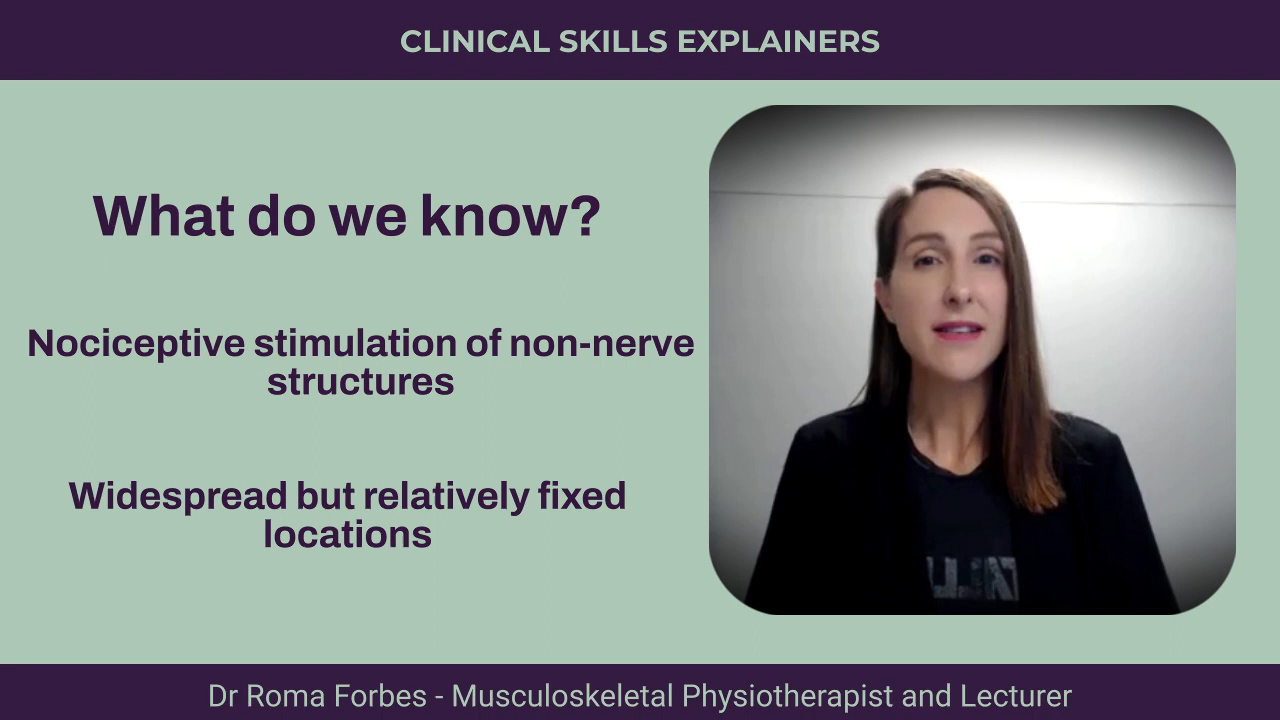 CLINICAL SKILLS EXPLAINERS
What do we know?
Nociceptive stimulation of non-nerve
structures
Widespread but relatively fixed
locations
Dr Roma Forbes - Musculoskeletal Physiotherapist and Lecturer